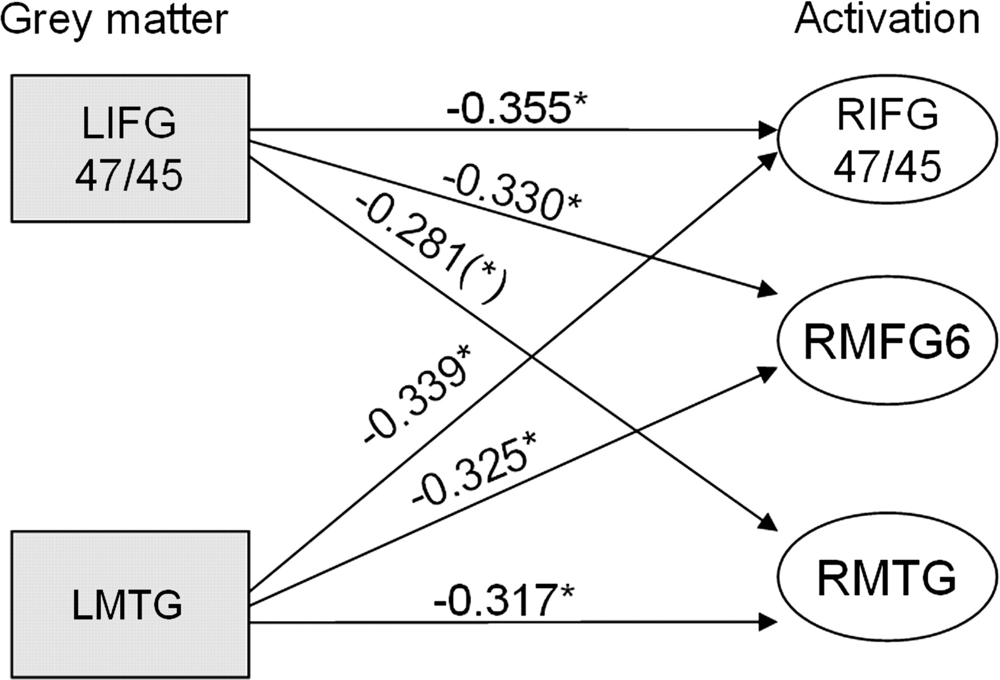 Grey matter
Activation
LIFG
47/45
-0.355*
RIFG
47/45
-0.330*
-0.281(*)
RMFG6
-0.339*
-0.325*
LMTG
-0.317*
RMTG